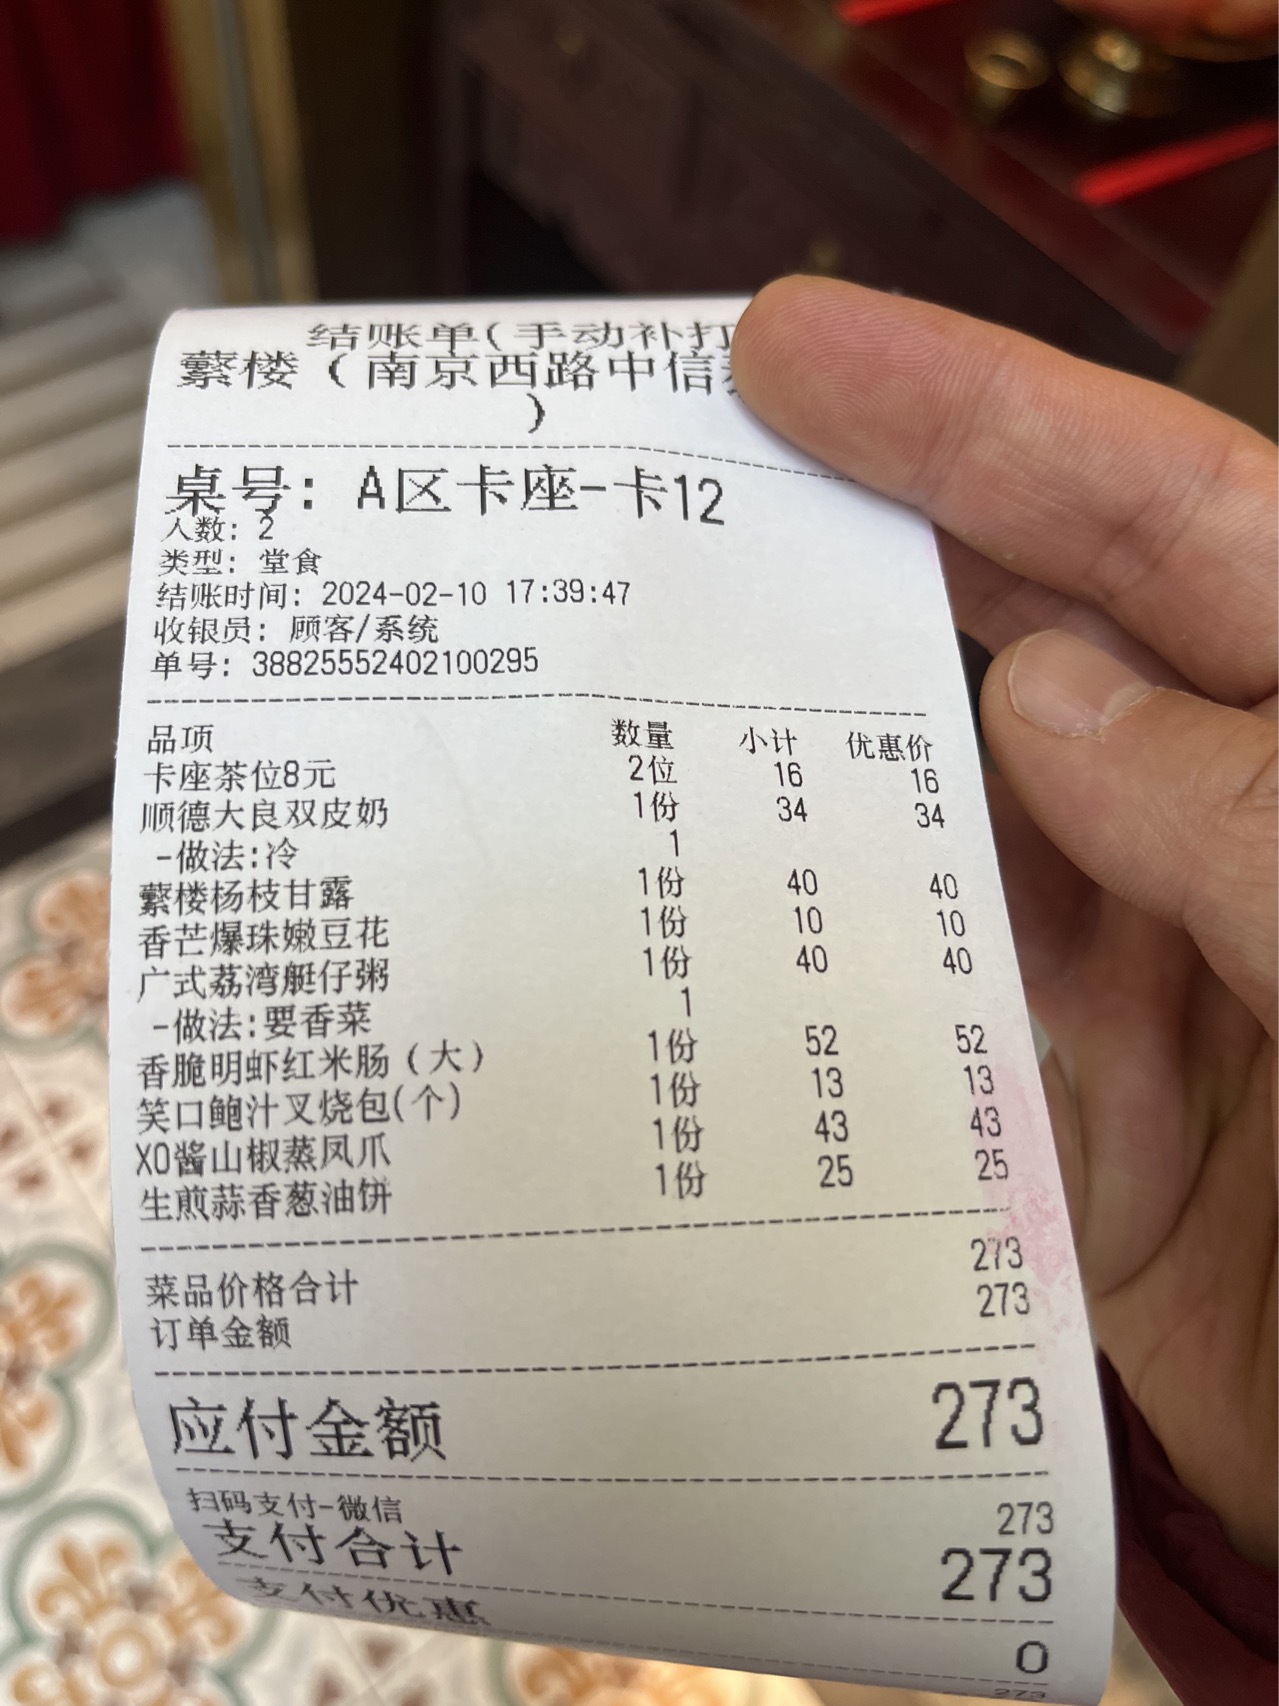 结账单(手动补打
蘩楼（南京西路中信
）
桌号：A区卡座-卡12
人数：2
类型：堂食
结账时间：2024-02-10 17:39:47
收银员：顾客/系统
单号：38825552402100295
品项 数量 小计 优惠价
卡座茶位8元 2位 16 16
顺德大良双皮奶 1份 34 34
-做法:冷 1
蘩楼杨枝甘露 1份 40 40
香芒爆珠嫩豆花 1份 10 10
广式荔湾艇仔粥 1份 40 40
-做法:要香菜 1
香脆明虾红米肠（大） 1份 52 52
笑口鲍汁叉烧包(个) 1份 13 13
XO酱山椒蒸凤爪 1份 43 43
生煎蒜香葱油饼 1份 25 25
菜品价格合计 273
订单金额 273
应付金额 273
扫码支付-微信 273
支付合计 273
支付优惠 0
273